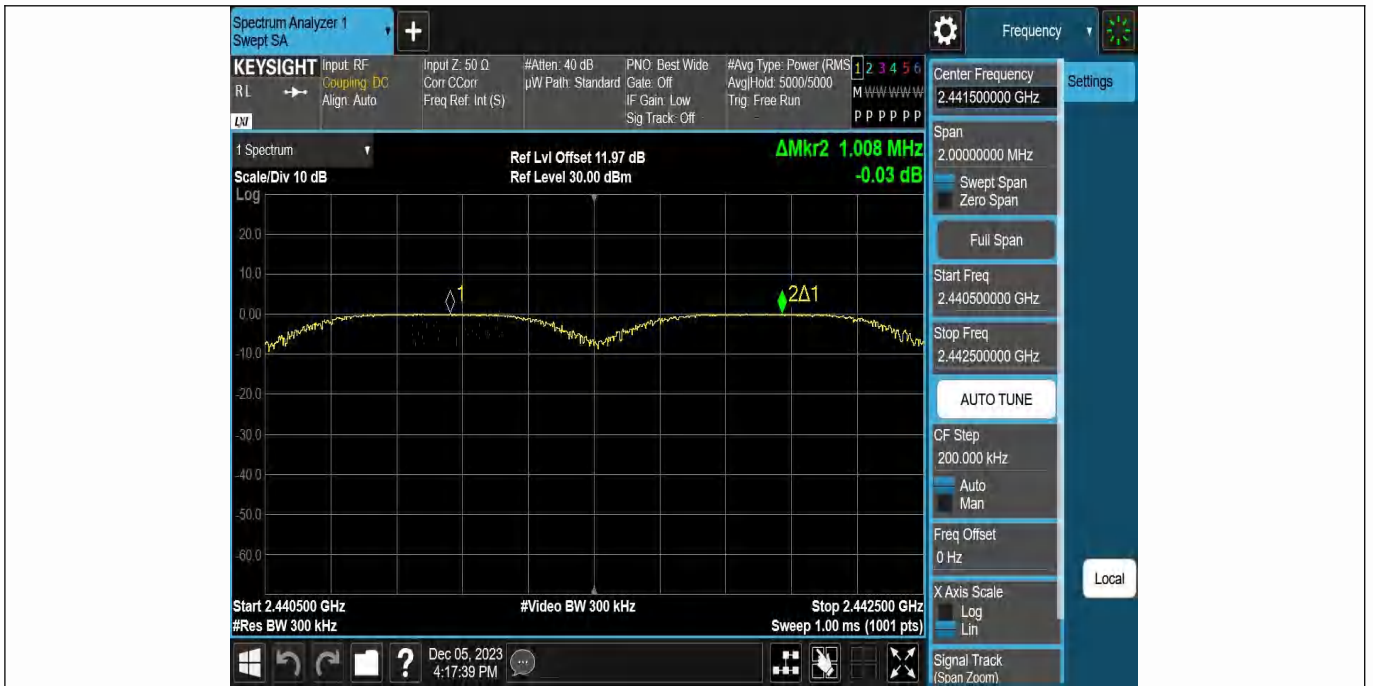 Spectrum Analyzer 1
Swept SA
+
Frequency
KEYSIGHT
RL
LXI
Input: RF
Coupling: DC
Align: Auto
Input Z: 50 Ω
Corr CCorr
Freq Ref: Int (S)
#Atten: 40 dB
µW Path: Standard
PNO: Best Wide
Gate: Off
IF Gain: Low
Sig Track: Off
#Avg Type: Power (RMS
Avg|Hold: 5000/5000
Trig: Free Run
1 2 3 4 5 6
M W W W W W
P P P P P P
1 Spectrum
Scale/Div 10 dB
Ref Lvl Offset 11.97 dB
Ref Level 30.00 dBm
ΔMkr2 1.008 MHz
-0.03 dB
Log
20.0
10.0
0.00
-10.0
-20.0
-30.0
-40.0
-50.0
-60.0
1
2Δ1
Start 2.440500 GHz
#Res BW 300 kHz
#Video BW 300 kHz
Stop 2.442500 GHz
Sweep 1.00 ms (1001 pts)
Center Frequency
2.441500000 GHz
Settings
Span
2.00000000 MHz
Swept Span
Zero Span
Full Span
Start Freq
2.440500000 GHz
Stop Freq
2.442500000 GHz
AUTO TUNE
CF Step
200.000 kHz
Auto
Man
Freq Offset
0 Hz
X Axis Scale
Log
Lin
Signal Track
(Span Zoom)
Local
?
Dec 05, 2023
4:17:39 PM